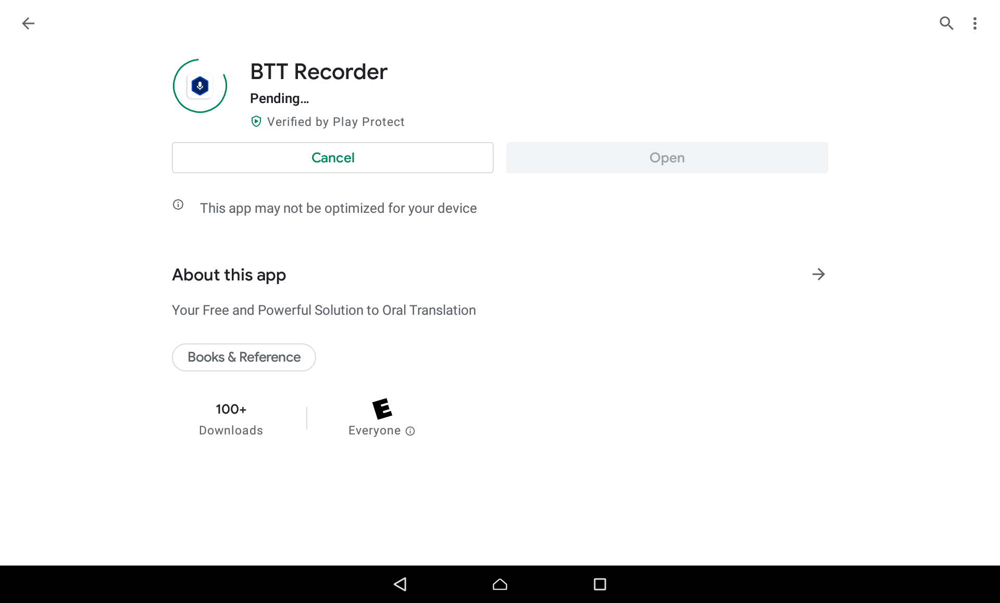 BTT Recorder
Pending...
Verified by Play Protect
Cancel
Open
This app may not be optimized for your device
About this app
Your Free and Powerful Solution to Oral Translation
Books & Reference
100+
Downloads
E
Everyone